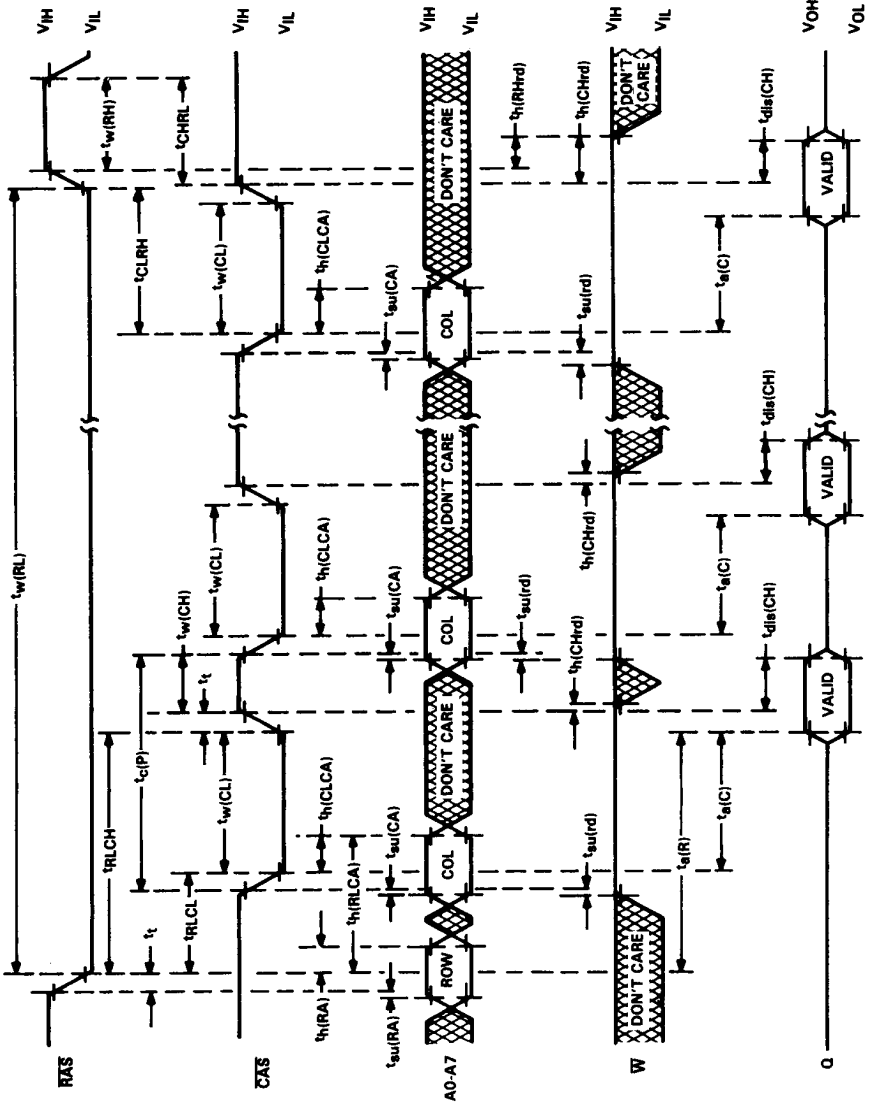 RAS
VIH
VIL
tw(RL)
tt
tRLCH
tw(RH)
tCLRH
tCHRL
tRLCL
tc(P)
tt
tw(CH)
CAS
VIH
VIL
tw(CL)
tw(CL)
tw(CL)
th(RA)
th(RLCA)
th(CLCA)
th(CLCA)
th(CLCA)
tsu(RA)
tsu(CA)
tsu(CA)
tsu(CA)
A0-A7
ROW
COL
DON'T CARE
COL
DON'T CARE
COL
DON'T CARE
VIH
VIL
th(RHrd)
tsu(rd)
th(CHrd)
tsu(rd)
th(CHrd)
tsu(rd)
th(CHrd)
W
DON'T CARE
DON'T
CARE
VIH
VIL
ta(R)
ta(C)
ta(C)
ta(C)
tdis(CH)
tdis(CH)
tdis(CH)
Q
VALID
VALID
VALID
VOH
VOL